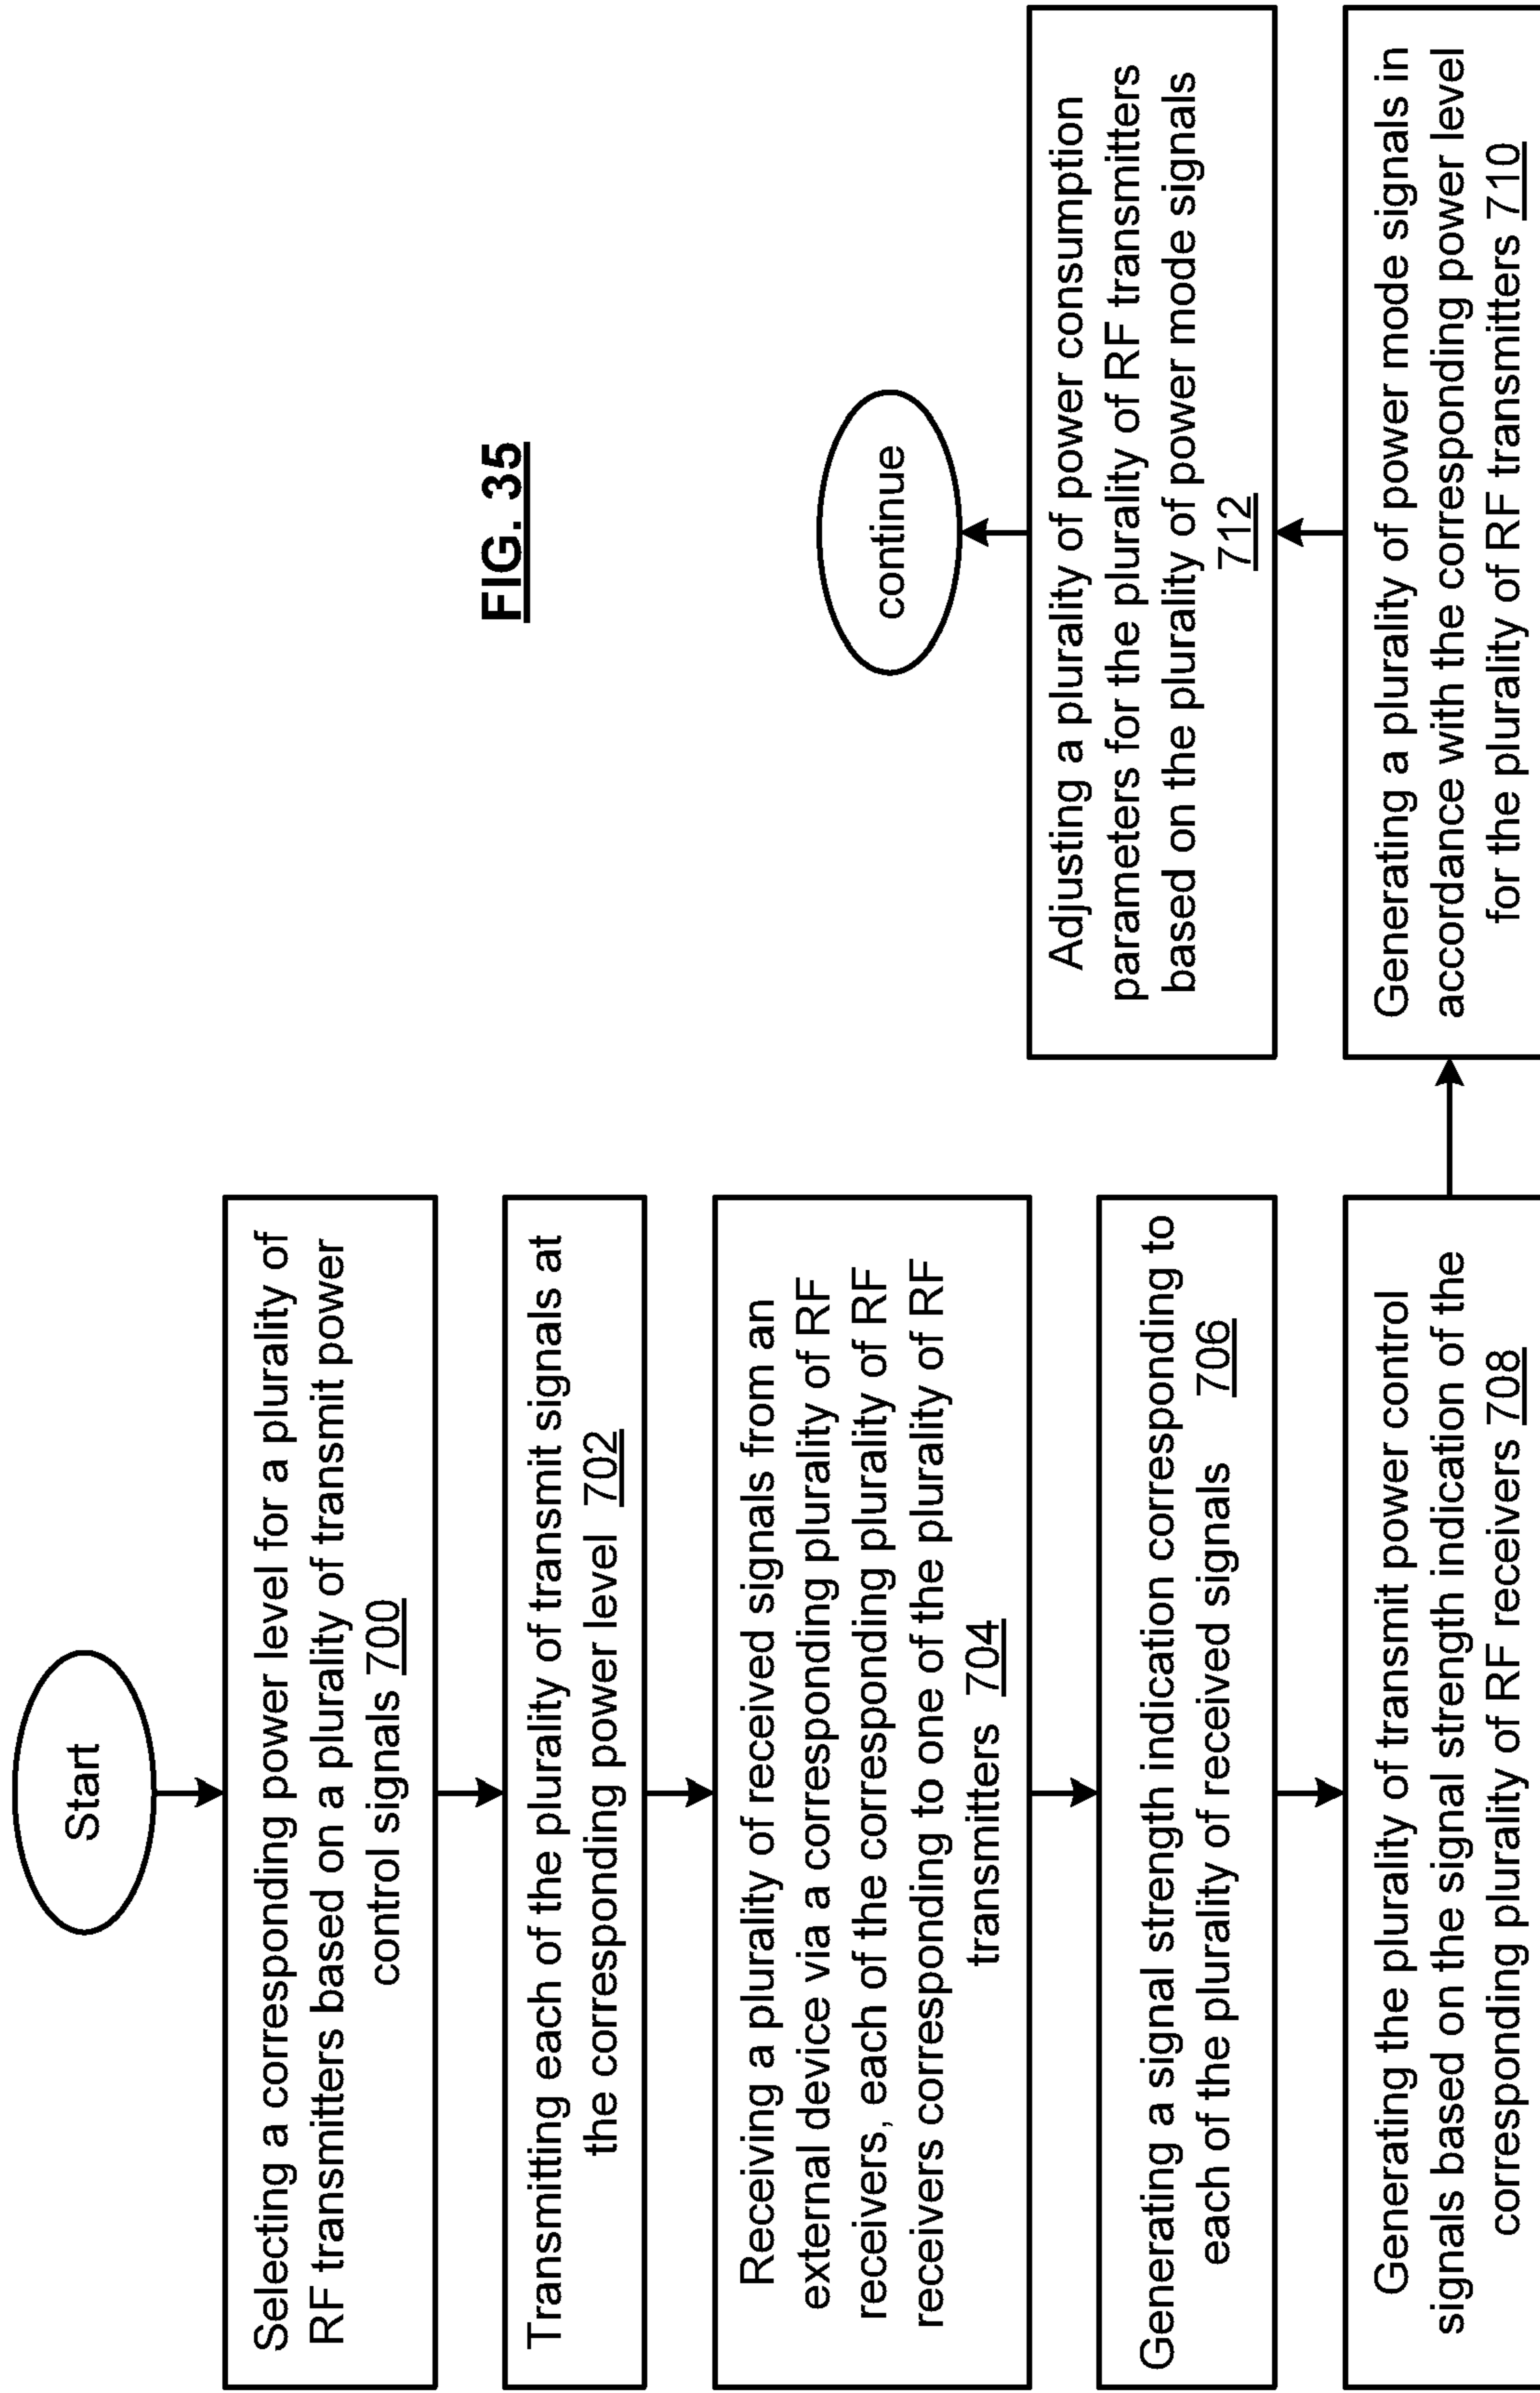 Start
Selecting a corresponding power level for a plurality of
RF transmitters based on a plurality of transmit power
control signals 700
Transmitting each of the plurality of transmit signals at
the corresponding power level 702
Receiving a plurality of received signals from an
external device via a corresponding plurality of RF
receivers, each of the corresponding plurality of RF
receivers corresponding to one of the plurality of RF
transmitters 704
Generating a signal strength indication corresponding to
each of the plurality of received signals 706
Generating the plurality of transmit power control
signals based on the signal strength indication of the
corresponding plurality of RF receivers 708
Generating a plurality of power mode signals in
accordance with the corresponding power level
for the plurality of RF transmitters 710
Adjusting a plurality of power consumption
parameters for the plurality of RF transmitters
based on the plurality of power mode signals
712
continue
FIG. 35